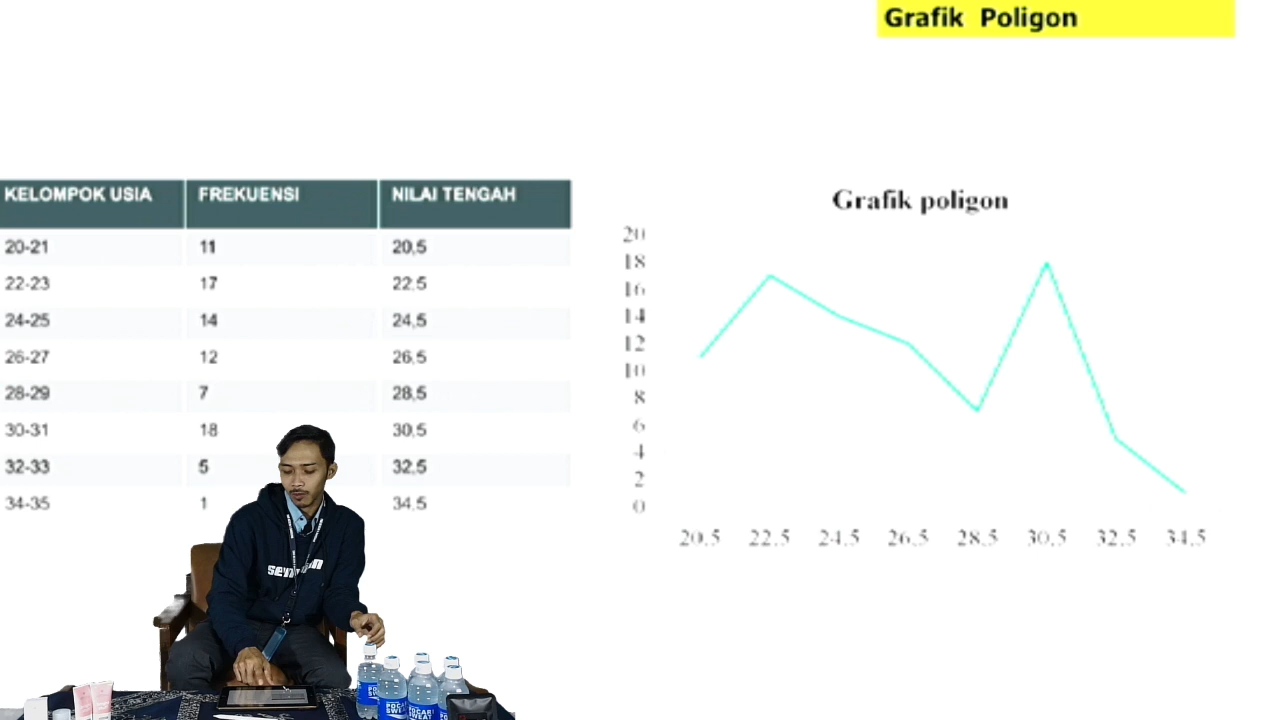 Grafik Poligon
KELOMPOK USIA FREKUENSI NILAI TENGAH
20-21 11 20,5
22-23 17 22,5
24-25 14 24,5
26-27 12 26,5
28-29 7 28,5
30-31 18 30,5
32-33 5 32,5
34-35 1 34,5
Grafik poligon
20
18
16
14
12
10
8
6
4
2
0
20,5 22,5 24,5 26,5 28,5 30,5 32,5 34,5
POCARI
SWEAT